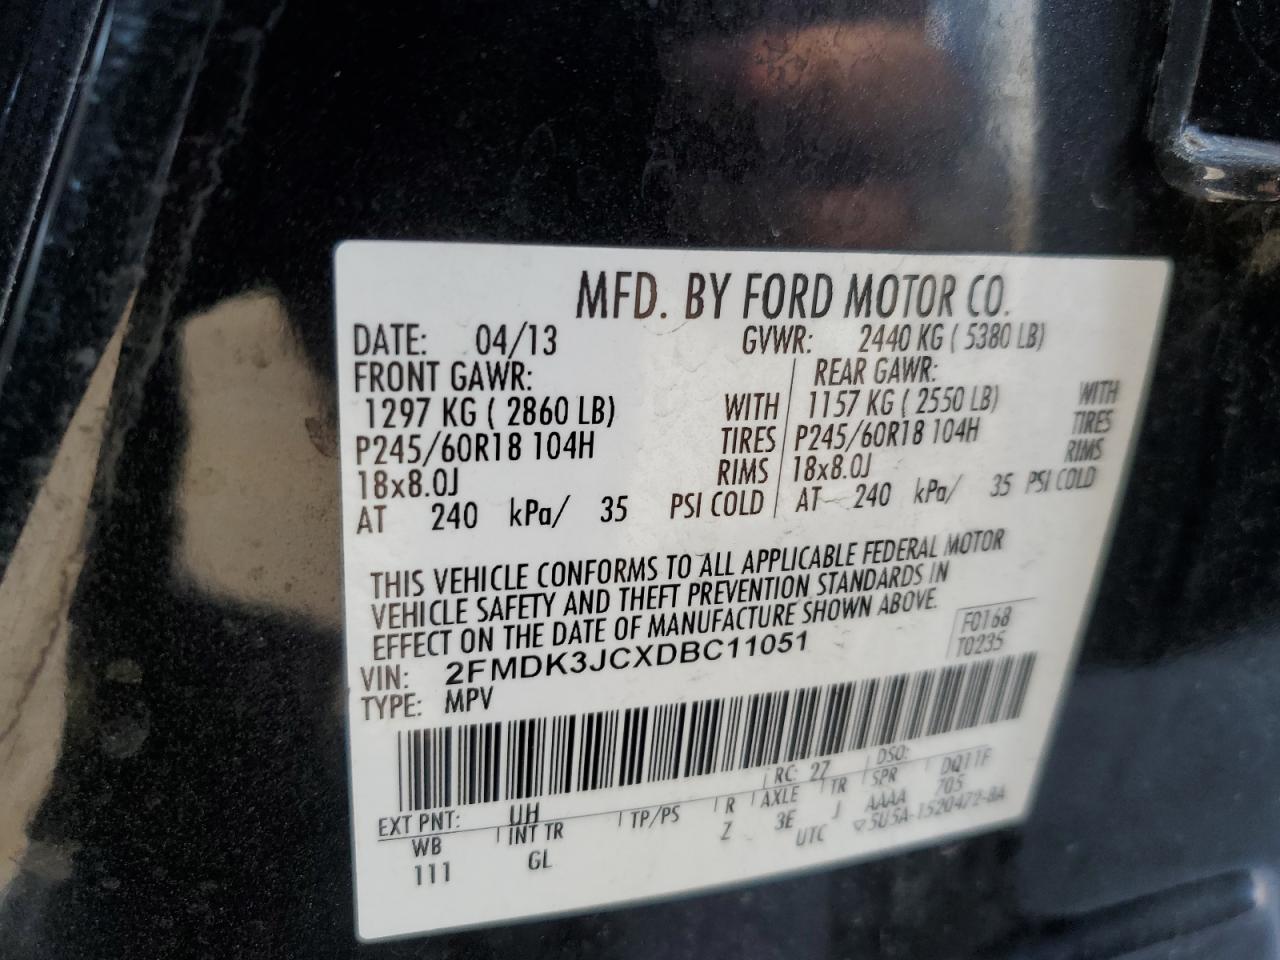 MFD. BY FORD MOTOR CO.
DATE: 04/13 GVWR: 2440 KG ( 5380 LB)
FRONT GAWR: REAR GAWR:
1297 KG ( 2860 LB) WITH 1157 KG ( 2550 LB) WITH
P245/60R18 104H TIRES P245/60R18 104H TIRES
18x8.0J RIMS 18x8.0J RIMS
AT 240 kPa/ 35 PSI COLD AT 240 kPa/ 35 PSI COLD
THIS VEHICLE CONFORMS TO ALL APPLICABLE FEDERAL MOTOR
VEHICLE SAFETY AND THEFT PREVENTION STANDARDS IN
EFFECT ON THE DATE OF MANUFACTURE SHOWN ABOVE.
F0168
T0235
VIN: 2FMDK3JCXDBC11051
TYPE: MPV
EXT PNT: UH RC: 27 DSO: DQ11F
WB INT TR TP/PS R AXLE TR SPR 705
111 GL Z 3E J AAAA
UTC ▽5U5A-1520472-8A